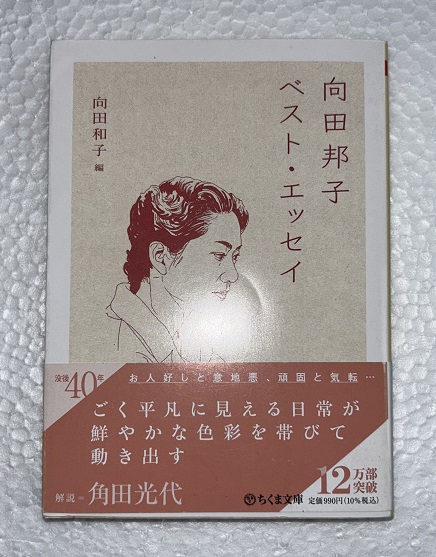 向田邦子
ベスト・エッセイ
向田和子 編
没後40年
お人好しと意地悪、頑固と気転…
ごく平凡に見える日常が
鮮やかな色彩を帯びて
動き出す
解説=角田光代
12万部突破
ちくま文庫
定価990円(10%税込)